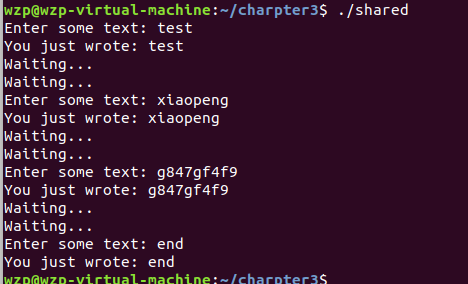 wzp@wzp-virtual-machine:~/charpter3$ ./shared
Enter some text: test
You just wrote: test
Waiting...
Waiting...
Enter some text: xiaopeng
You just wrote: xiaopeng
Waiting...
Waiting...
Enter some text: g847gf4f9
You just wrote: g847gf4f9
Waiting...
Waiting...
Enter some text: end
You just wrote: end
wzp@wzp-virtual-machine:~/charpter3$